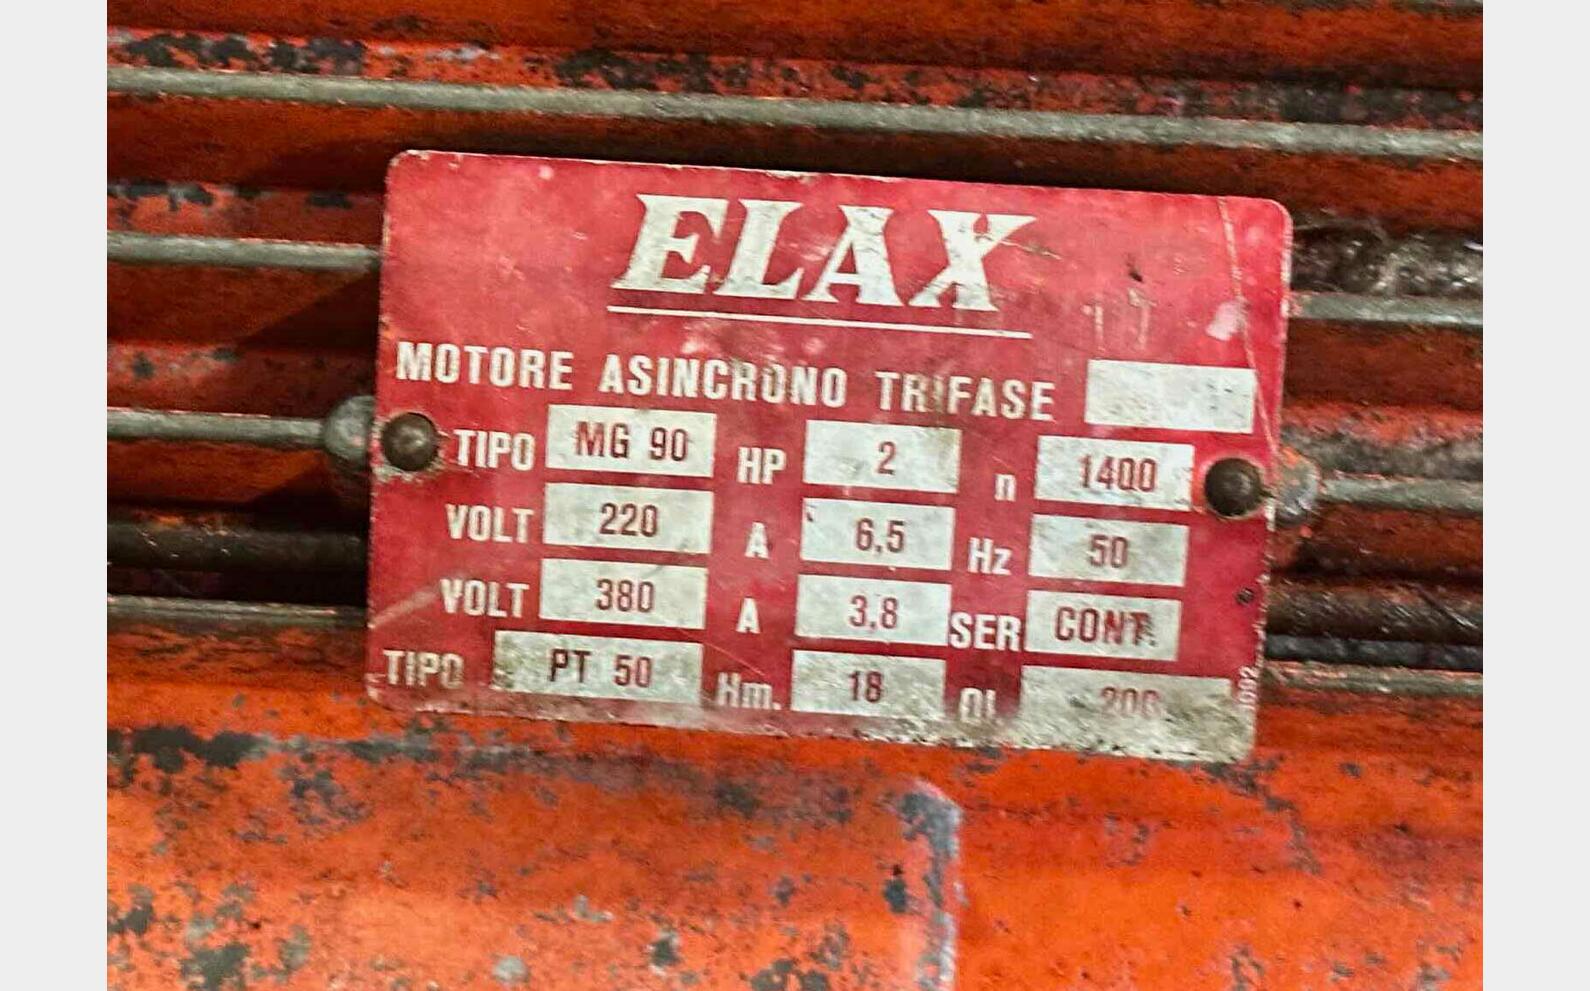 ELAX
MOTORE ASINCRONO TRIFASE
TIPO MG 90 HP 2 n 1400
VOLT 220 A 6,5 Hz 50
VOLT 380 A 3,8 SER CONT.
TIPO PT 50 Hm. 18 200